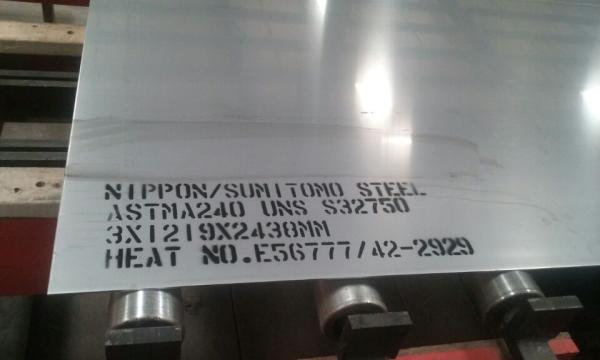 NIPPON/SUMITOMO STEEL
ASTMA240 UNS S32750
3X1219X2438MM
HEAT NO.E56777/42-2929